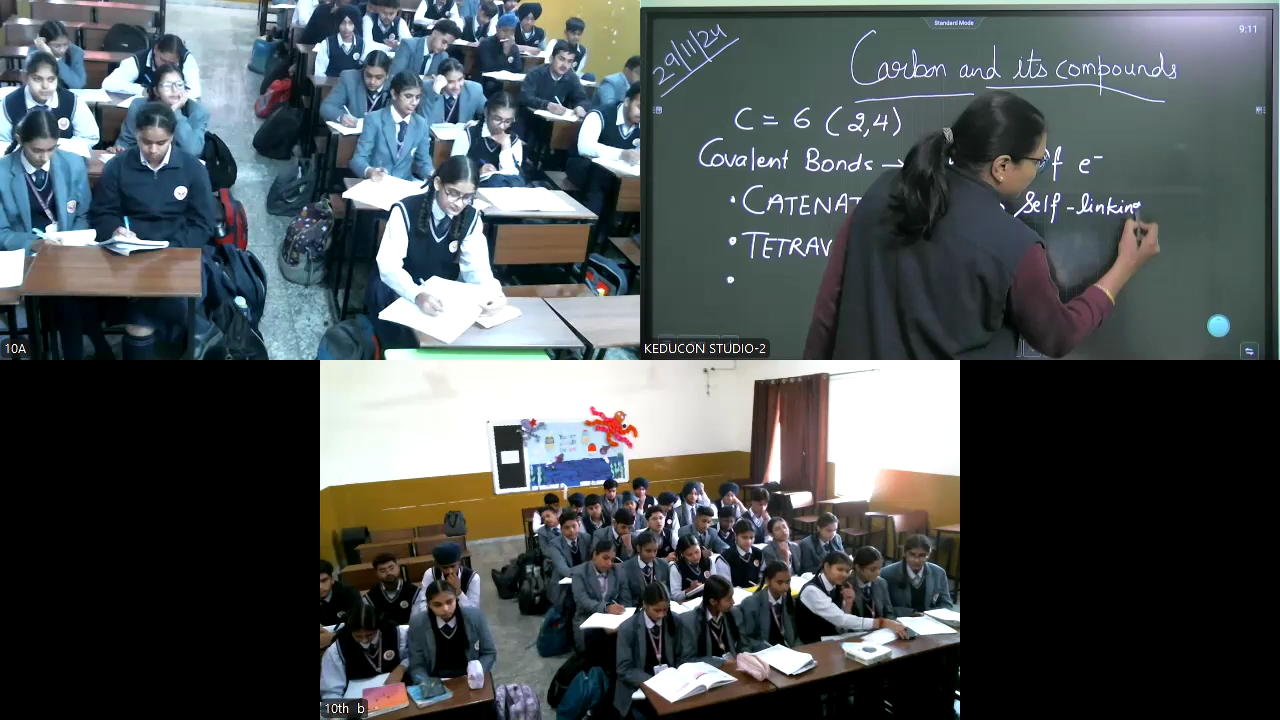 Standard Mode
9:11
29/11/24
Carbon and its compounds
C = 6 (2,4)
Covalent Bonds → f e⁻
• CATENAT Self-linking
• TETRAV
•
10A
KEDUCON STUDIO-2
10th b